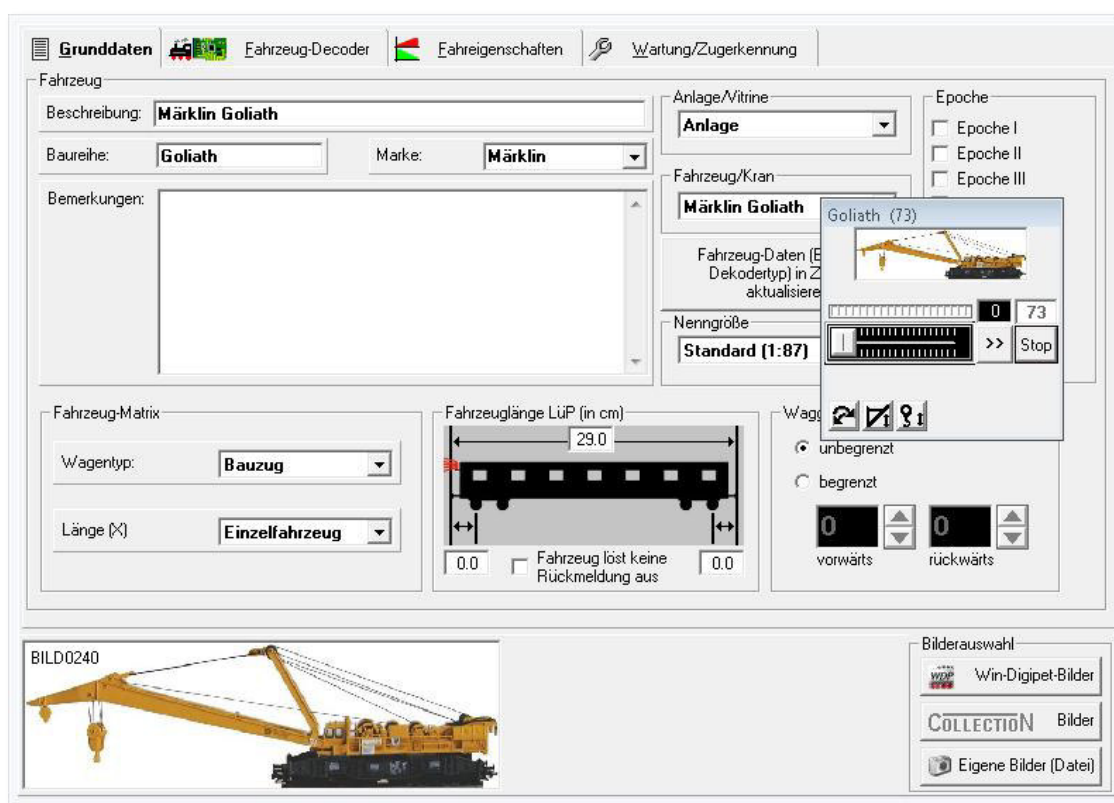 Grunddaten
Fahrzeug-Decoder
Fahreigenschaften
Wartung/Zugerkennung
Fahrzeug
Beschreibung:
Märklin Goliath
Baureihe:
Goliath
Marke:
Märklin
Bemerkungen:
Anlage/Vitrine
Anlage
Fahrzeug/Kran
Märklin Goliath
Fahrzeug-Daten
Dekodertyp) in
Nenngröße
Standard (1:87)
Epoche
Epoche I
Epoche II
Epoche III
Goliath (73)
0
73
>>
Stop
Fahrzeug-Matrix
Wagentyp:
Bauzug
Länge (X)
Einzelfahrzeug
Fahrzeuglänge LüP (in cm)
29.0
0.0
Fahrzeug löst keine
Rückmeldung aus
0.0
unbegrenzt
begrenzt
0
0
vorwärts
rückwärts
BILD0240
Bilderauswahl
WDP
Win-Digipet-Bilder
COLLECTION
Bilder
Eigene Bilder (Datei)